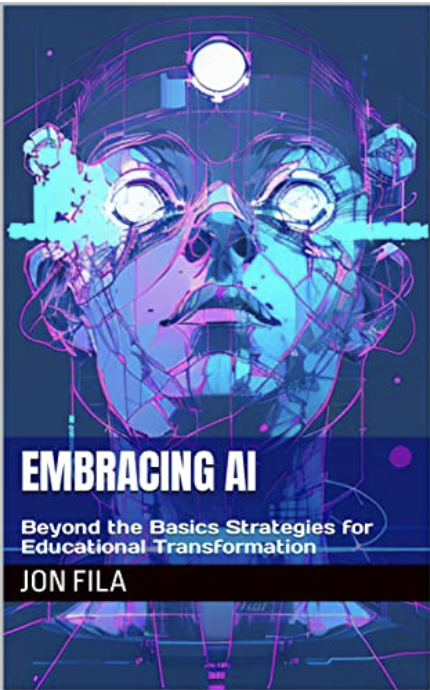 EMBRACING AI
Beyond the Basics Strategies for
Educational Transformation
JON FILA